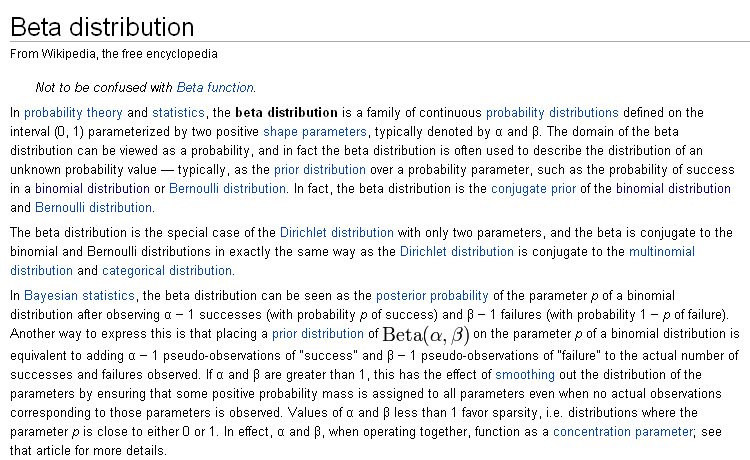 Beta distribution
From Wikipedia, the free encyclopedia
Not to be confused with Beta function.
In probability theory and statistics, the beta distribution is a family of continuous probability distributions defined on the
interval (0, 1) parameterized by two positive shape parameters, typically denoted by α and β. The domain of the beta
distribution can be viewed as a probability, and in fact the beta distribution is often used to describe the distribution of an
unknown probability value — typically, as the prior distribution over a probability parameter, such as the probability of success
in a binomial distribution or Bernoulli distribution. In fact, the beta distribution is the conjugate prior of the binomial distribution
and Bernoulli distribution.
The beta distribution is the special case of the Dirichlet distribution with only two parameters, and the beta is conjugate to the
binomial and Bernoulli distributions in exactly the same way as the Dirichlet distribution is conjugate to the multinomial
distribution and categorical distribution.
In Bayesian statistics, the beta distribution can be seen as the posterior probability of the parameter p of a binomial
distribution after observing α − 1 successes (with probability p of success) and β − 1 failures (with probability 1 − p of failure).
Another way to express this is that placing a prior distribution of Beta(α, β) on the parameter p of a binomial distribution is
equivalent to adding α − 1 pseudo-observations of "success" and β − 1 pseudo-observations of "failure" to the actual number of
successes and failures observed. If α and β are greater than 1, this has the effect of smoothing out the distribution of the
parameters by ensuring that some positive probability mass is assigned to all parameters even when no actual observations
corresponding to those parameters is observed. Values of α and β less than 1 favor sparsity, i.e. distributions where the
parameter p is close to either 0 or 1. In effect, α and β, when operating together, function as a concentration parameter; see
that article for more details.